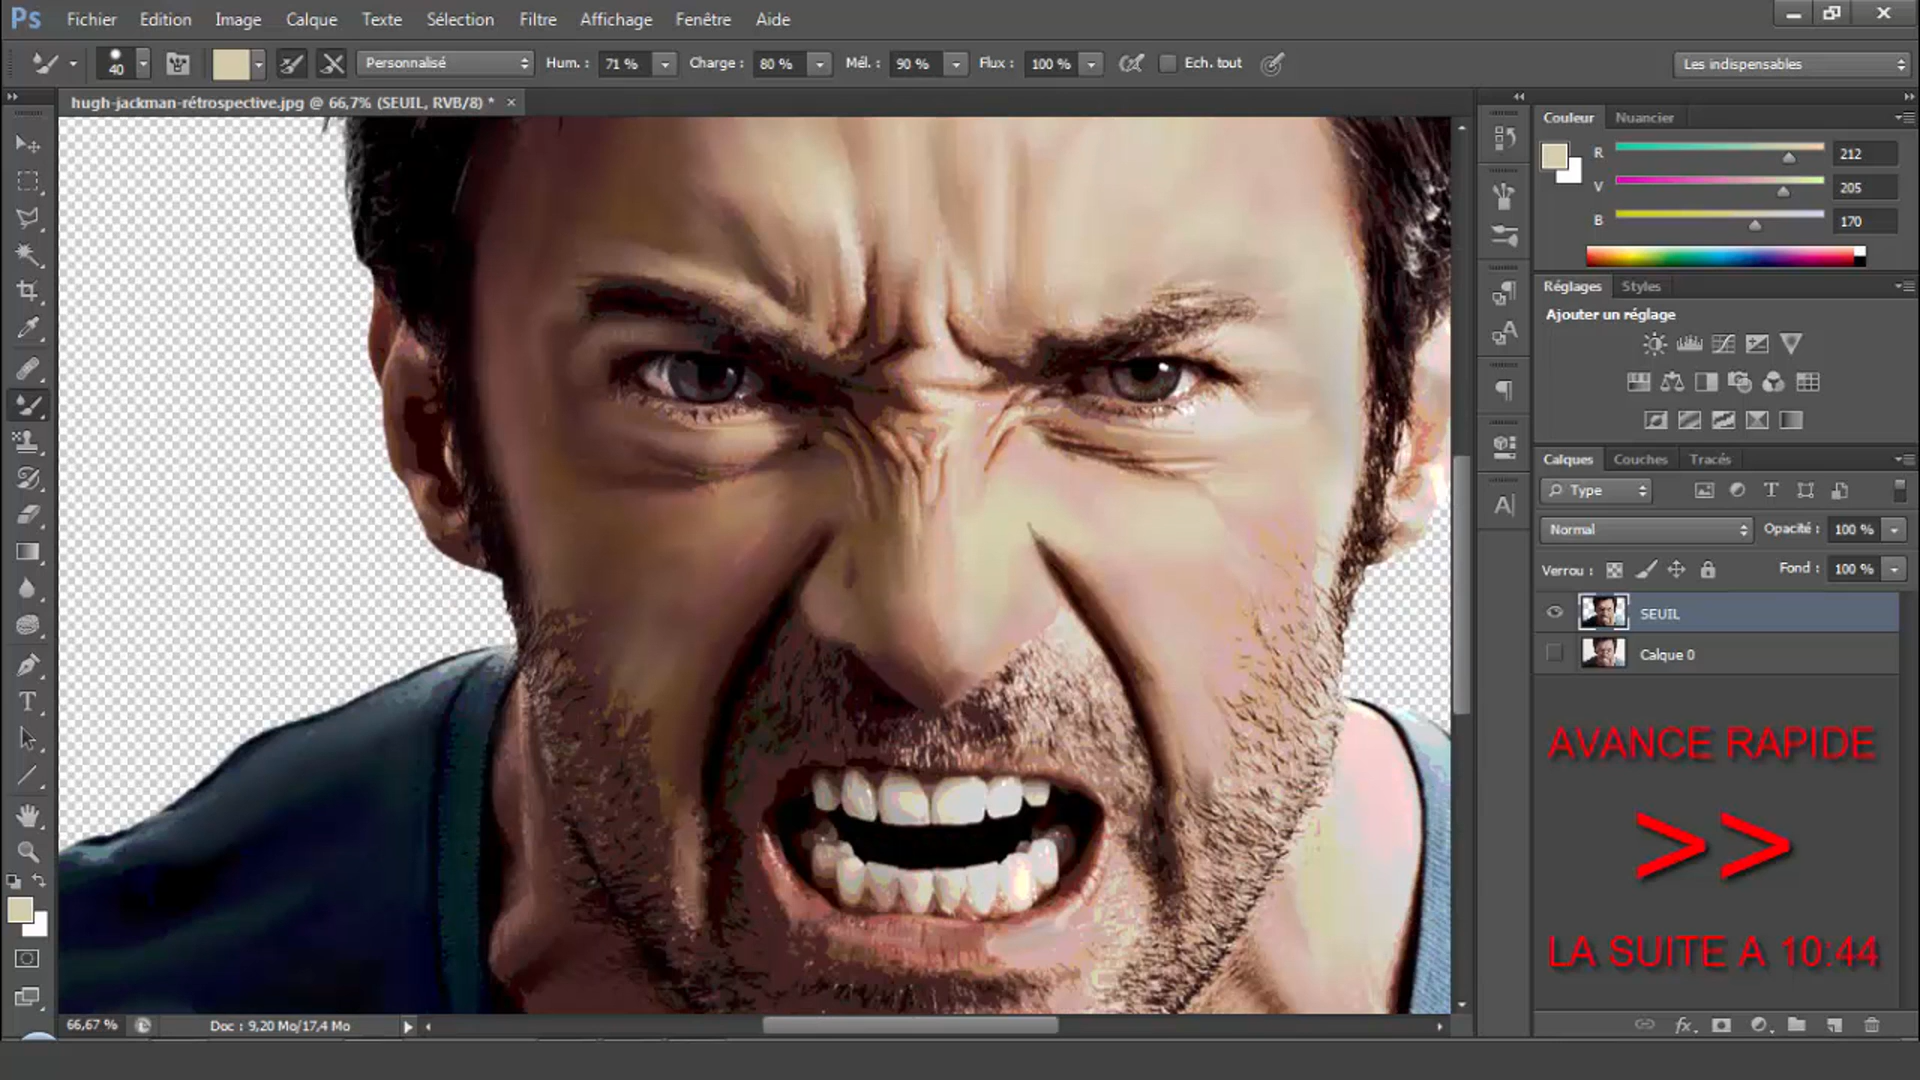 Ps Fichier Edition Image Calque Texte Sélection Filtre Affichage Fenêtre Aide
40 Personnalisé Hum. : 71 % Charge : 80 % Mél. : 90 % Flux : 100 % Ech. tout Les indispensables
hugh-jackman-rétrospective.jpg @ 66,7% (SEUIL, RVB/8) * ×
Couleur Nuancier
R 212
V 205
B 170
Réglages Styles
Ajouter un réglage
Calques Couches Tracés
Type
Normal Opacité : 100 %
Verrou : Fond : 100 %
SEUIL
Calque 0
AVANCE RAPIDE
>>
LA SUITE A 10:44
66,67 % Doc : 9,20 Mo/17,4 Mo
fx